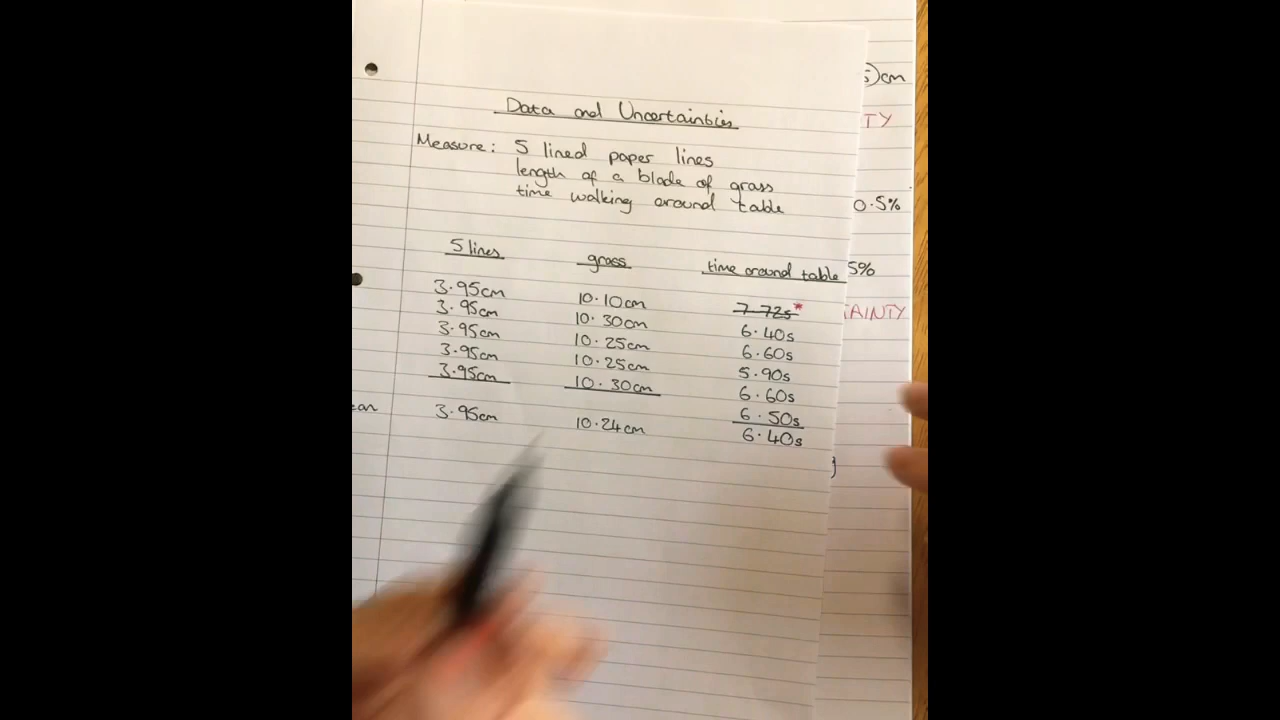 Data and Uncertainties
Measure: 5 lined paper lines
length of a blade of grass
time walking around table
5 lines grass time around table
3.95cm 10.10cm 7.72s*
3.95cm 10.30cm 6.40s
3.95cm 10.25cm 6.60s
3.95cm 10.25cm 5.90s
3.95cm 10.30cm 6.60s
6.50s
3.95cm 10.24cm 6.40s
cm
TY
0.5%
5%
AINTY